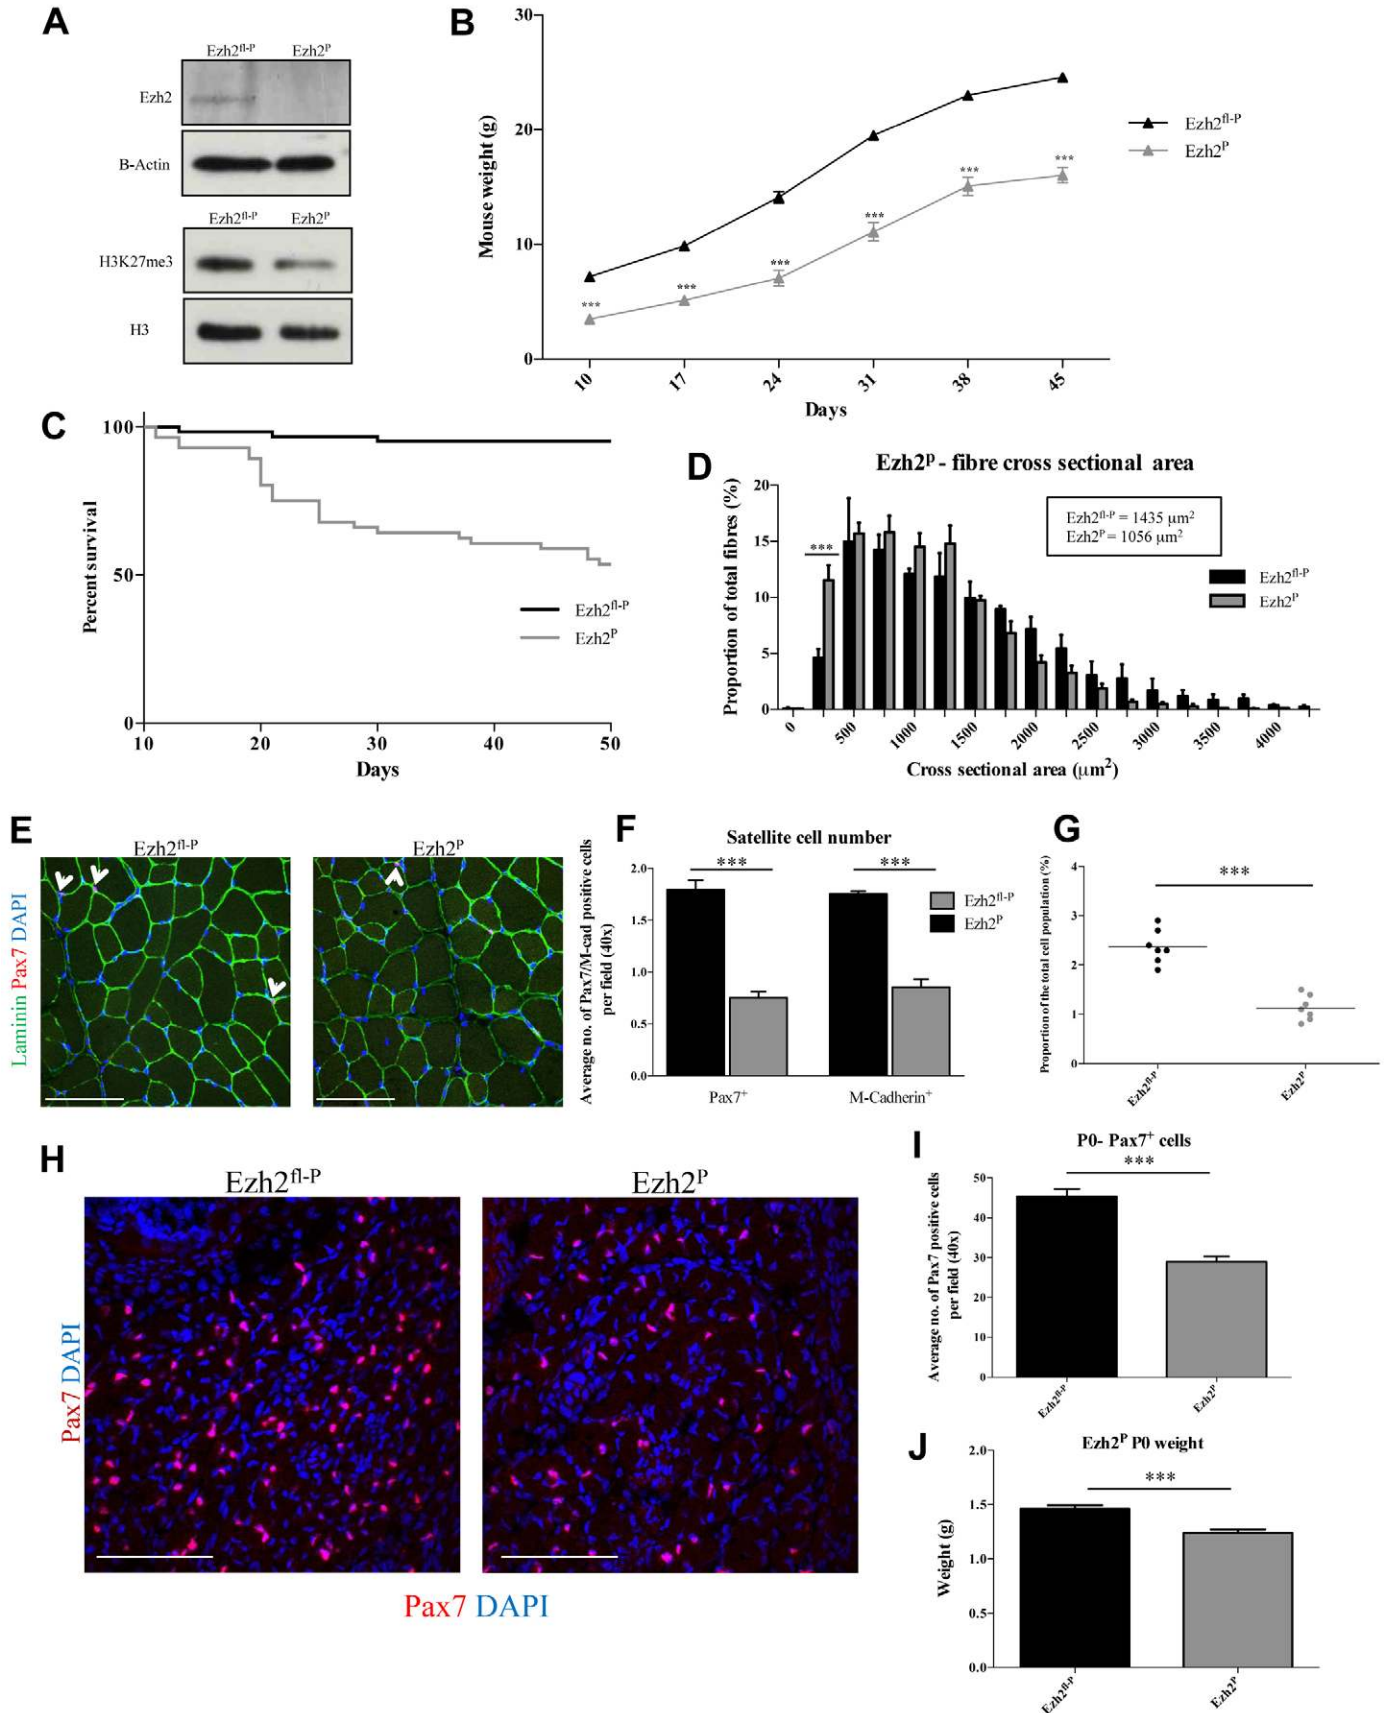 A
Ezh2fl-P Ezh2P
Ezh2
B-Actin
Ezh2fl-P Ezh2P
H3K27me3
H3
B
30
20
10
0
Mouse weight (g)
*** *** *** *** *** ***
10 17 24 31 38 45
Days
Ezh2fl-P
Ezh2P
C
100
50
0
Percent survival
10 20 30 40 50
Days
Ezh2fl-P
Ezh2P
D
Ezh2p - fibre cross sectional area
20
15
10
5
0
Proportion of total fibres (%)
***
Ezh2fl-P = 1435 µm2
Ezh2P = 1056 µm2
Ezh2fl-P
Ezh2P
0 500 1000 1500 2000 2500 3000 3500 4000
Cross sectional area (µm2)
E
Ezh2fl-P Ezh2P
Laminin Pax7 DAPI
F
Satellite cell number
Average no. of Pax7/M-cad positive cells
per field (40x)
2.0
1.5
1.0
0.5
0.0
*** ***
Ezh2fl-P
Ezh2P
Pax7+ M-Cadherin+
G
Proportion of the total cell population (%)
4
3
2
1
0
***
Ezh2fl-P Ezh2P
H
Ezh2fl-P Ezh2P
Pax7 DAPI
Pax7 DAPI
I
P0- Pax7+ cells
***
Average no. of Pax7 positive cells
per field (40x)
50
40
30
20
10
0
Ezh2fl-P Ezh2P
J
Ezh2P P0 weight
***
Weight (g)
2.0
1.5
1.0
0.5
0.0
Ezh2fl-P Ezh2P